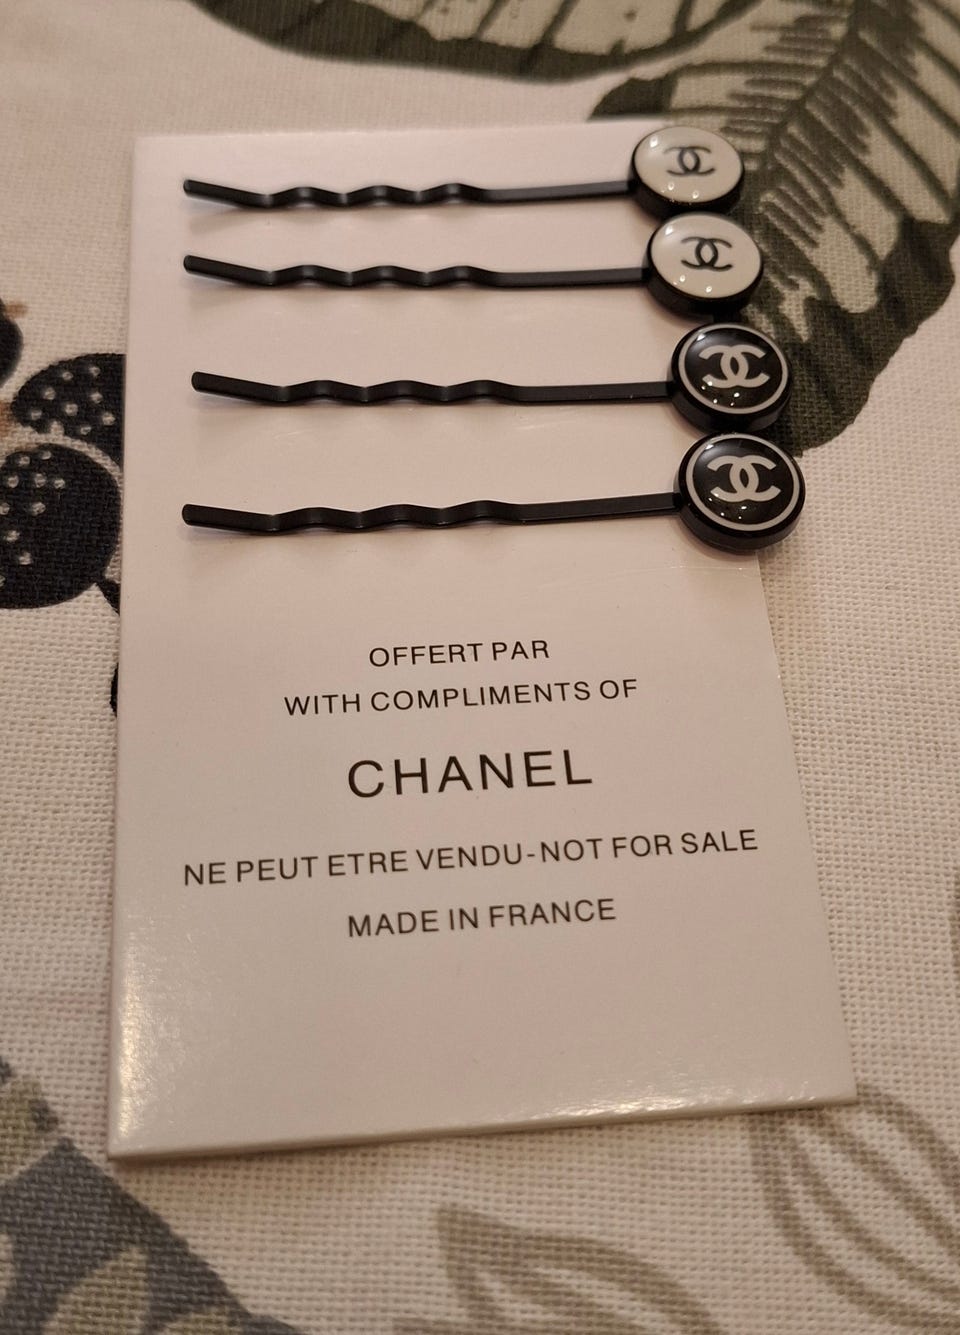 OFFERT PAR
WITH COMPLIMENTS OF
CHANEL
NE PEUT ETRE VENDU-NOT FOR SALE
MADE IN FRANCE